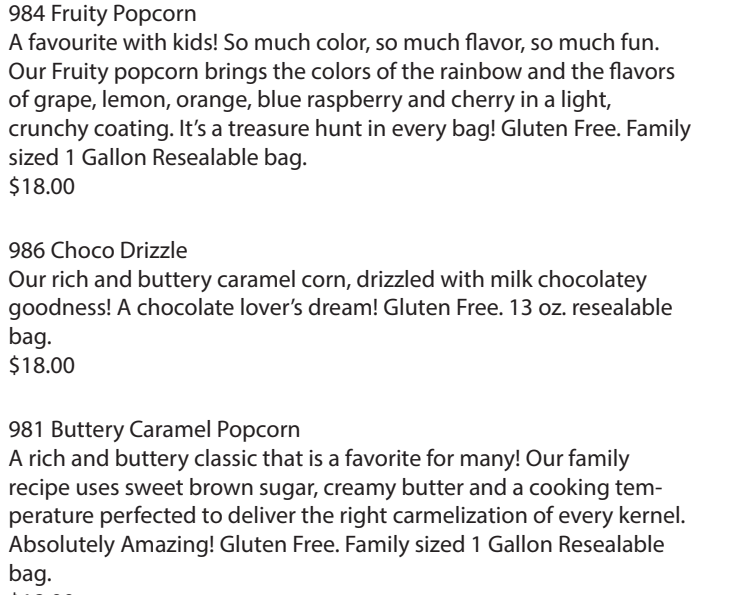 984 Fruity Popcorn
A favourite with kids! So much color, so much flavor, so much fun.
Our Fruity popcorn brings the colors of the rainbow and the flavors
of grape, lemon, orange, blue raspberry and cherry in a light,
crunchy coating. It’s a treasure hunt in every bag! Gluten Free. Family
sized 1 Gallon Resealable bag.
$18.00
986 Choco Drizzle
Our rich and buttery caramel corn, drizzled with milk chocolatey
goodness! A chocolate lover’s dream! Gluten Free. 13 oz. resealable
bag.
$18.00
981 Buttery Caramel Popcorn
A rich and buttery classic that is a favorite for many! Our family
recipe uses sweet brown sugar, creamy butter and a cooking tem-
perature perfected to deliver the right carmelization of every kernel.
Absolutely Amazing! Gluten Free. Family sized 1 Gallon Resealable
bag.